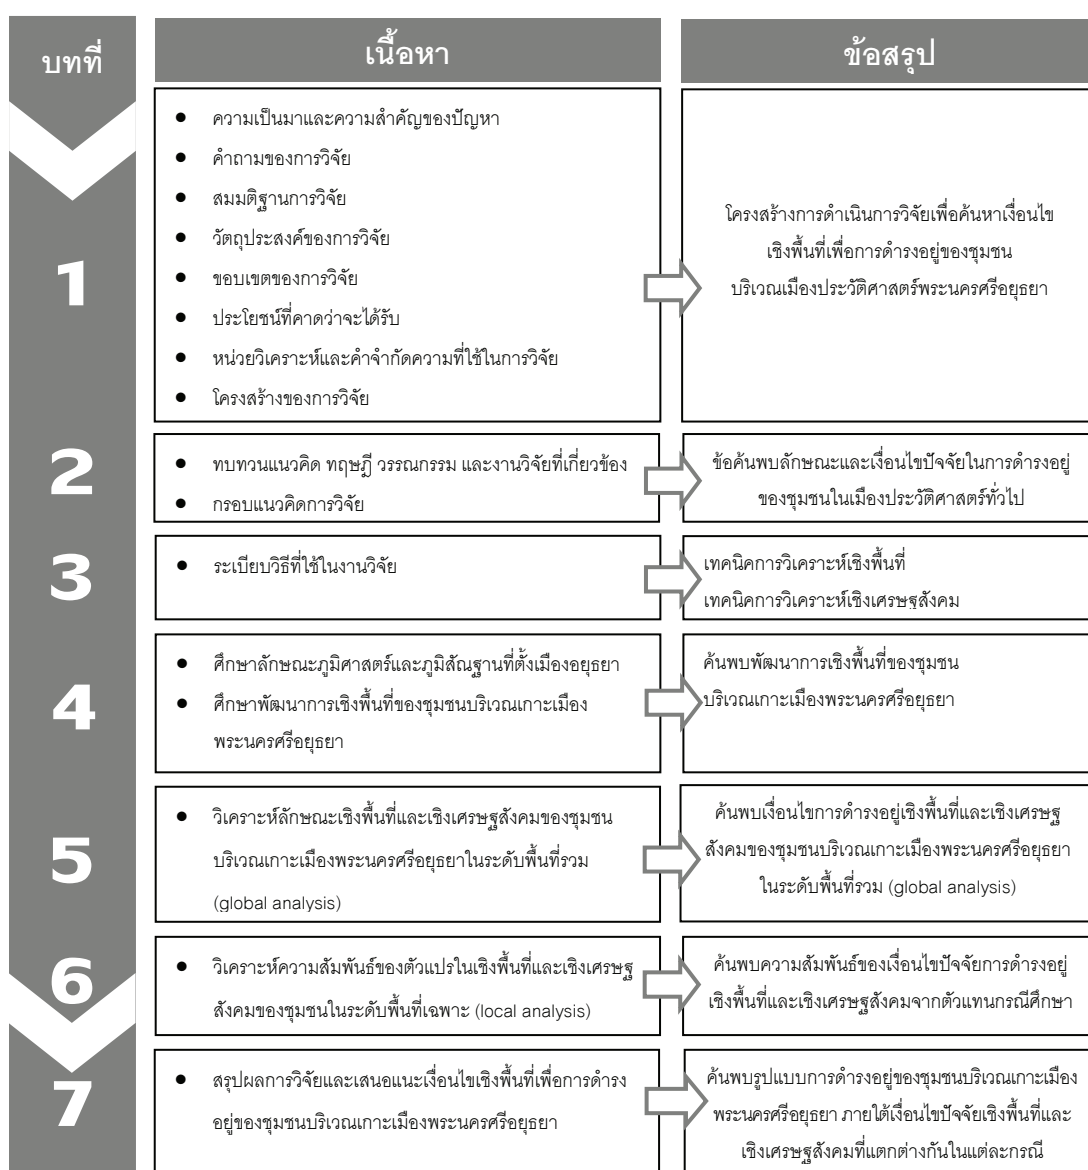 บทที่
เนื้อหา
ข้อสรุป
1
● ความเป็นมาและความสำคัญของปัญหา
● คำถามของการวิจัย
● สมมติฐานการวิจัย
● วัตถุประสงค์ของการวิจัย
● ขอบเขตของการวิจัย
● ประโยชน์ที่คาดว่าจะได้รับ
● หน่วยวิเคราะห์และคำจำกัดความที่ใช้ในการวิจัย
● โครงสร้างของการวิจัย
โครงสร้างการดำเนินการวิจัยเพื่อค้นหาเงื่อนไข
เชิงพื้นที่เพื่อการดำรงอยู่ของชุมชน
บริเวณเมืองประวัติศาสตร์พระนครศรีอยุธยา
2
● ทบทวนแนวคิด ทฤษฎี วรรณกรรม และงานวิจัยที่เกี่ยวข้อง
● กรอบแนวคิดการวิจัย
ข้อค้นพบลักษณะและเงื่อนไขปัจจัยในการดำรงอยู่
ของชุมชนในเมืองประวัติศาสตร์ทั่วไป
3
● ระเบียบวิธีที่ใช้ในงานวิจัย
เทคนิคการวิเคราะห์เชิงพื้นที่
เทคนิคการวิเคราะห์เชิงเศรษฐสังคม
4
● ศึกษาลักษณะภูมิศาสตร์และภูมิสัณฐานที่ตั้งเมืองอยุธยา
● ศึกษาพัฒนาการเชิงพื้นที่ของชุมชนบริเวณเกาะเมือง
พระนครศรีอยุธยา
ค้นพบพัฒนาการเชิงพื้นที่ของชุมชน
บริเวณเกาะเมืองพระนครศรีอยุธยา
5
● วิเคราะห์ลักษณะเชิงพื้นที่และเชิงเศรษฐสังคมของชุมชน
บริเวณเกาะเมืองพระนครศรีอยุธยาในระดับพื้นที่รวม
(global analysis)
ค้นพบเงื่อนไขการดำรงอยู่เชิงพื้นที่และเชิงเศรษฐ
สังคมของชุมชนบริเวณเกาะเมืองพระนครศรีอยุธยา
ในระดับพื้นที่รวม (global analysis)
6
● วิเคราะห์ความสัมพันธ์ของตัวแปรในเชิงพื้นที่และเชิงเศรษฐ
สังคมของชุมชนในระดับพื้นที่เฉพาะ (local analysis)
ค้นพบความสัมพันธ์ของเงื่อนไขปัจจัยการดำรงอยู่
เชิงพื้นที่และเชิงเศรษฐสังคมจากตัวแทนกรณีศึกษา
7
● สรุปผลการวิจัยและเสนอแนะเงื่อนไขเชิงพื้นที่เพื่อการดำรง
อยู่ของชุมชนบริเวณเกาะเมืองพระนครศรีอยุธยา
ค้นพบรูปแบบการดำรงอยู่ของชุมชนบริเวณเกาะเมือง
พระนครศรีอยุธยา ภายใต้เงื่อนไขปัจจัยเชิงพื้นที่และ
เชิงเศรษฐสังคมที่แตกต่างกันในแต่ละกรณี